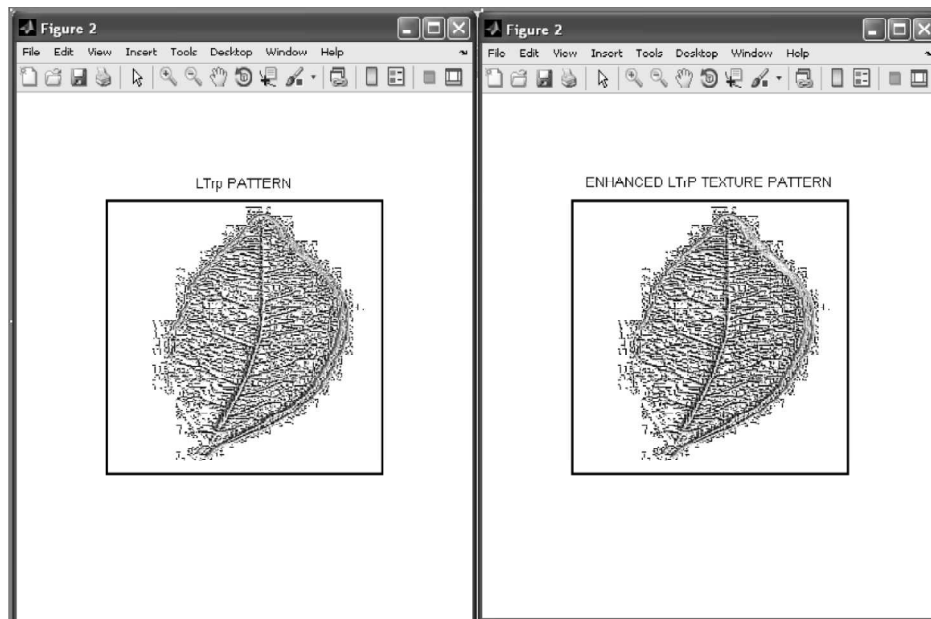 Figure 2
File Edit View Insert Tools Desktop Window Help
LTrp PATTERN
Figure 2
File Edit View Insert Tools Desktop Window Help
ENHANCED LTrP TEXTURE PATTERN